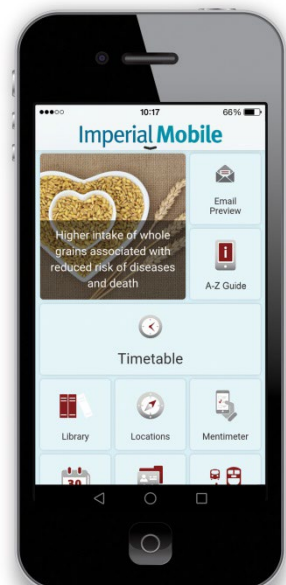 10:17
66%
Imperial Mobile
Higher intake of whole
grains associated with
reduced risk of diseases
and death
Email
Preview
A-Z Guide
Timetable
Library
Locations
Mentimeter
30